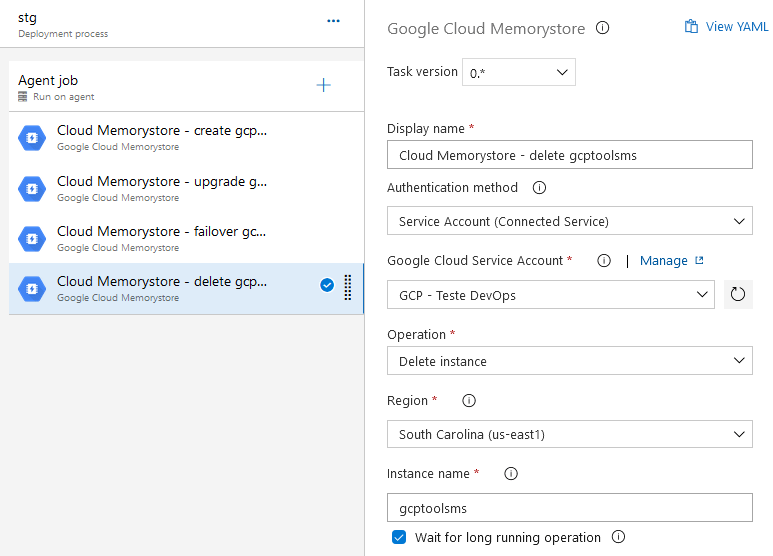 stg
Deployment process
Agent job
Run on agent
Cloud Memorystore - create gcp...
Google Cloud Memorystore
Cloud Memorystore - upgrade g...
Google Cloud Memorystore
Cloud Memorystore - failover gc...
Google Cloud Memorystore
Cloud Memorystore - delete gcp...
Google Cloud Memorystore
Google Cloud Memorystore
View YAML
Task version 0.*
Display name *
Cloud Memorystore - delete gcptoolsms
Authentication method
Service Account (Connected Service)
Google Cloud Service Account * | Manage
GCP - Teste DevOps
Operation *
Delete instance
Region *
South Carolina (us-east1)
Instance name *
gcptoolsms
Wait for long running operation